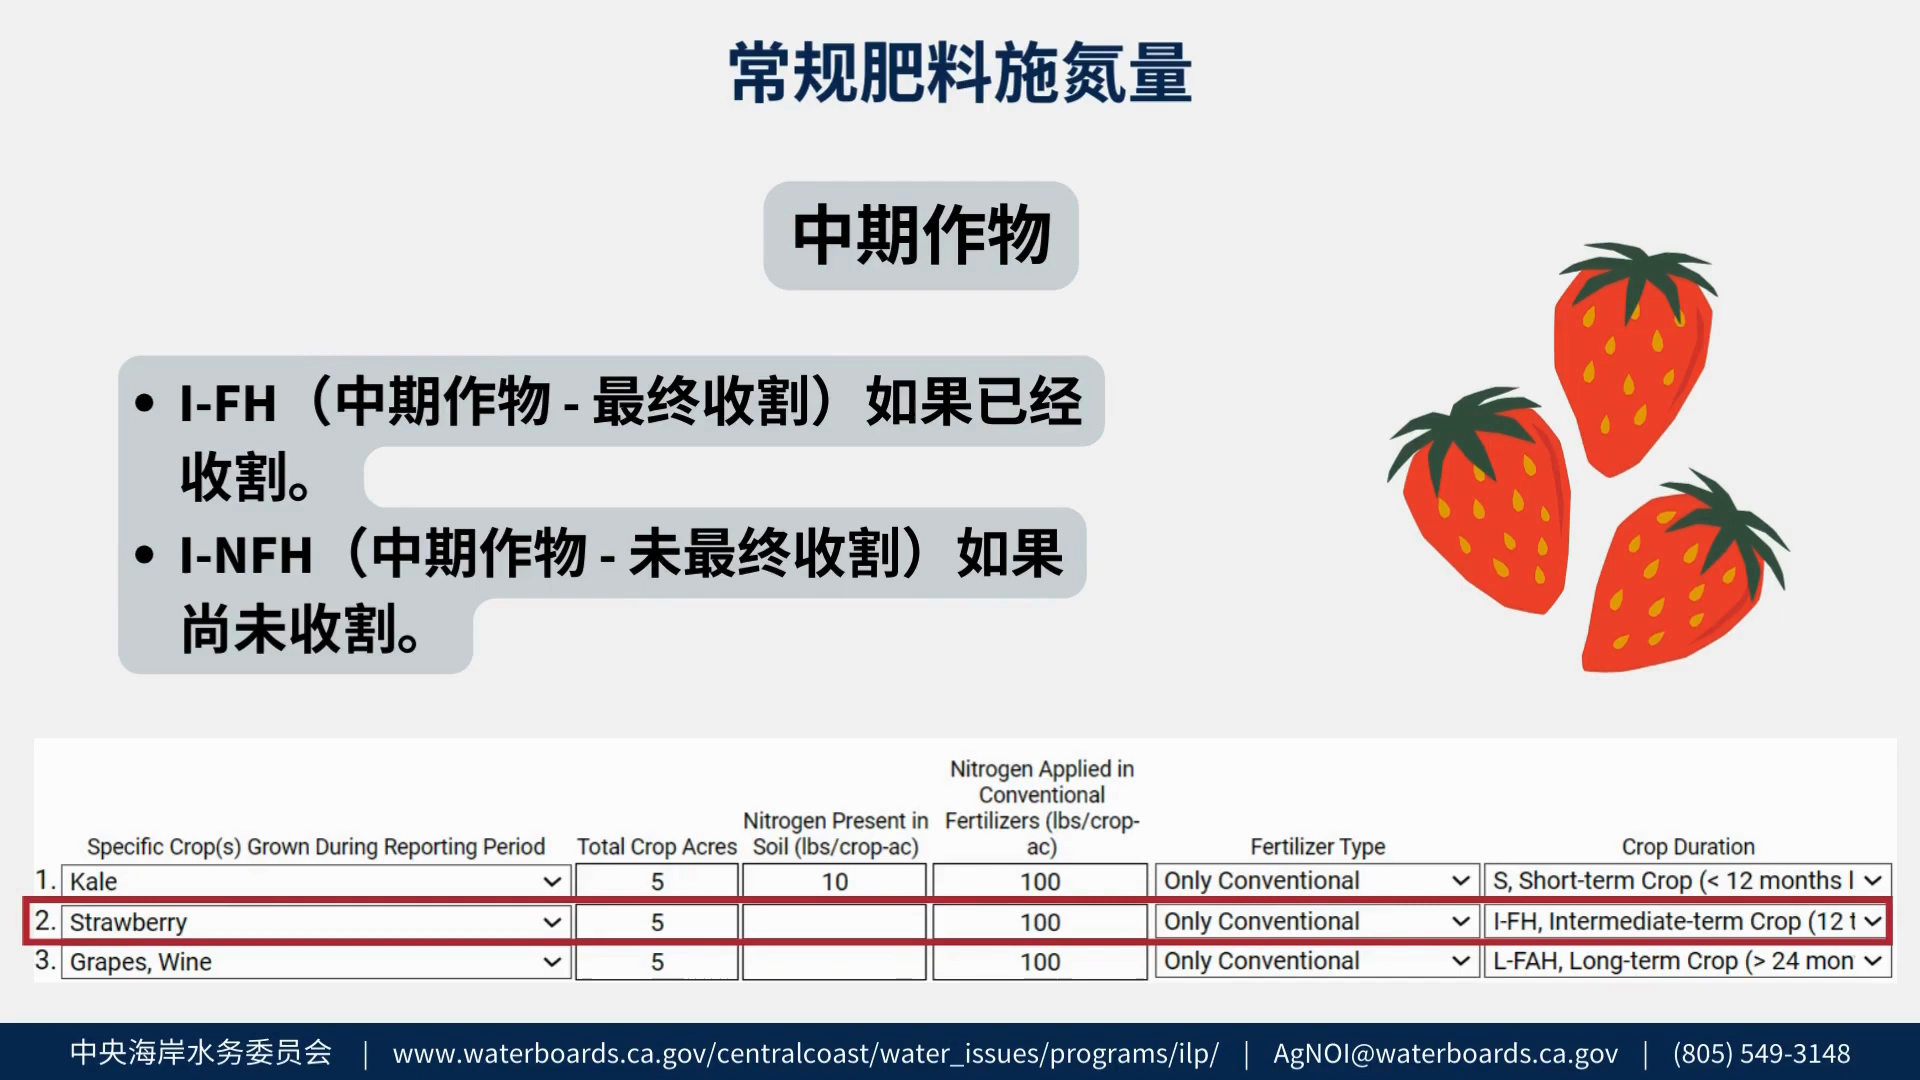 常规肥料施氮量
中期作物
• I-FH（中期作物 - 最终收割）如果已经
收割。
• I-NFH（中期作物 - 未最终收割）如果
尚未收割。
Specific Crop(s) Grown During Reporting Period Total Crop Acres Nitrogen Present in Soil (lbs/crop-ac) Nitrogen Applied in Conventional Fertilizers (lbs/crop-ac) Fertilizer Type Crop Duration
1. Kale 5 10 100 Only Conventional S, Short-term Crop (< 12 months l
2. Strawberry 5 100 Only Conventional I-FH, Intermediate-term Crop (12 t
3. Grapes, Wine 5 100 Only Conventional L-FAH, Long-term Crop (> 24 mon
中央海岸水务委员会 | www.waterboards.ca.gov/centralcoast/water_issues/programs/ilp/ | AgNOI@waterboards.ca.gov | (805) 549-3148